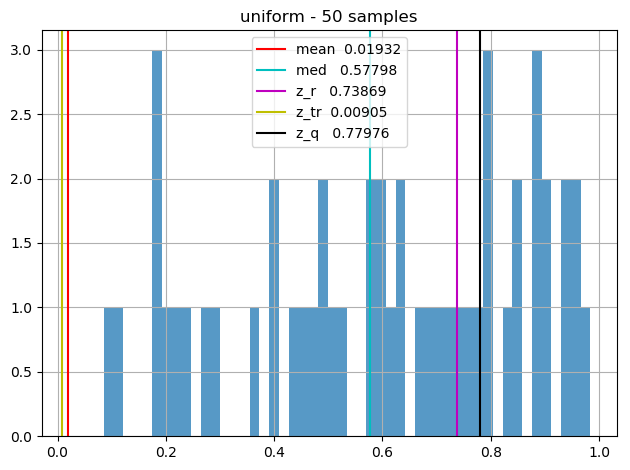 uniform - 50 samples
3.0
2.5
2.0
1.5
1.0
0.5
0.0
mean 0.01932
med 0.57798
z_r 0.73869
z_tr 0.00905
z_q 0.77976
0.0 0.2 0.4 0.6 0.8 1.0